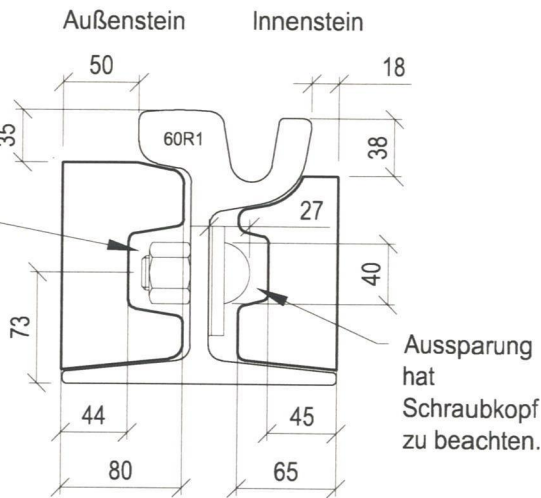 Außenstein Innenstein
50 18
35
60R1
38
27
40
73
Aussparung
hat
Schraubkopf
zu beachten.
44 45
80 65